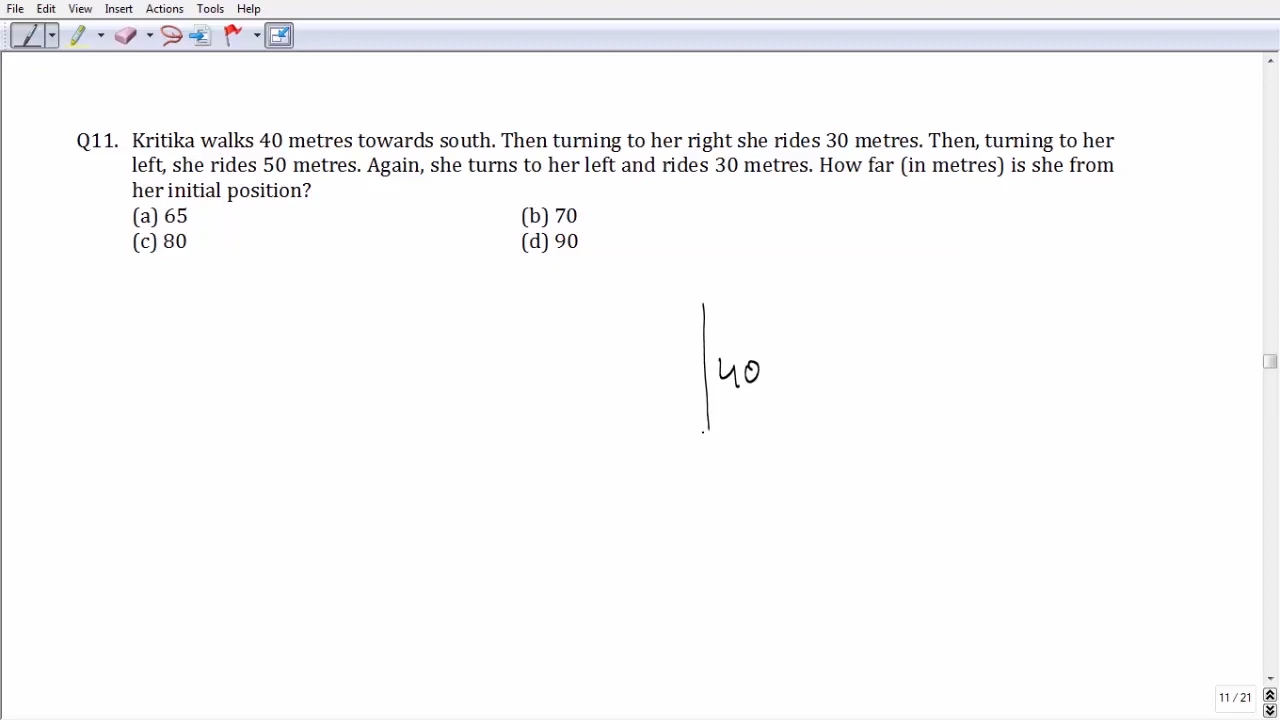 File Edit View Insert Actions Tools Help
Q11. Kritika walks 40 metres towards south. Then turning to her right she rides 30 metres. Then, turning to her
left, she rides 50 metres. Again, she turns to her left and rides 30 metres. How far (in metres) is she from
her initial position?
(a) 65 (b) 70
(c) 80 (d) 90
40
11 / 21